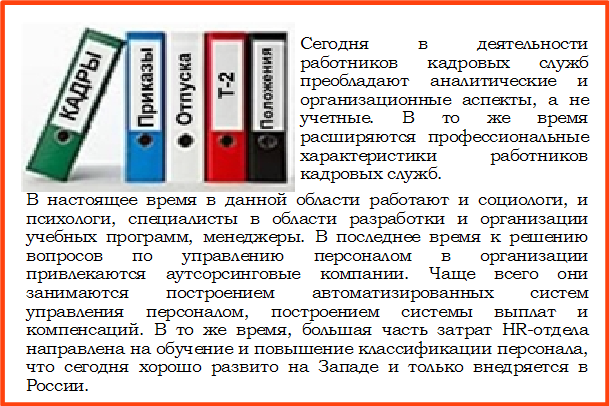 КАДРЫ
Приказы
Отпуска
Т-2
Положения
Сегодня в деятельности
работников кадровых служб
преобладают аналитические и
организационные аспекты, а не
учетные. В то же время
расширяются профессиональные
характеристики работников
кадровых служб.
В настоящее время в данной области работают и социологи, и
психологи, специалисты в области разработки и организации
учебных программ, менеджеры. В последнее время к решению
вопросов по управлению персоналом в организации
привлекаются аутсорсинговые компании. Чаще всего они
занимаются построением автоматизированных систем
управления персоналом, построением системы выплат и
компенсаций. В то же время, большая часть затрат HR-отдела
направлена на обучение и повышение классификации персонала,
что сегодня хорошо развито на Западе и только внедряется в
России.